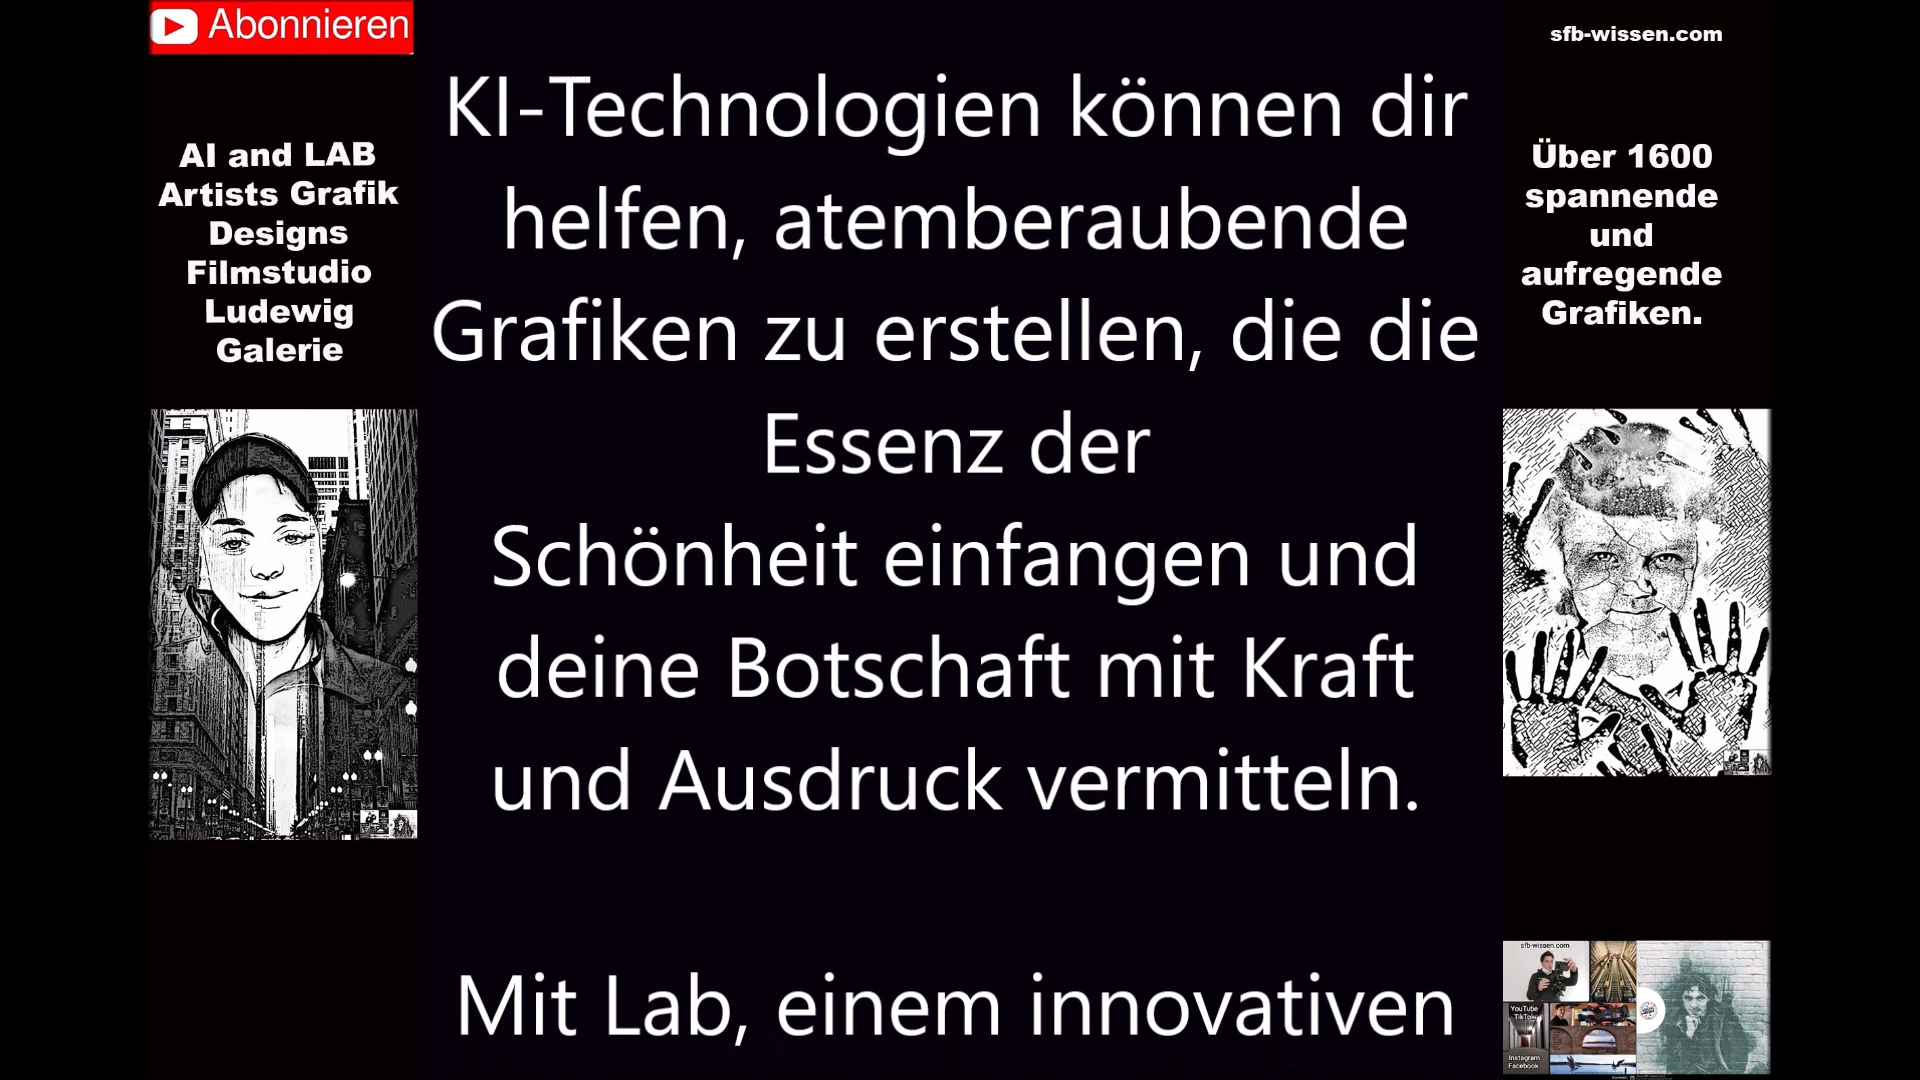 Abonnieren
AI and LAB
Artists Grafik
Designs
Filmstudio
Ludewig
Galerie
KI-Technologien können dir
helfen, atemberaubende
Grafiken zu erstellen, die die
Essenz der
Schönheit einfangen und
deine Botschaft mit Kraft
und Ausdruck vermitteln.
Mit Lab, einem innovativen
sfb-wissen.com
Über 1600
spannende
und
aufregende
Grafiken.
sfb-wissen.com
YouTube
TikTok
Instagram
Facebook